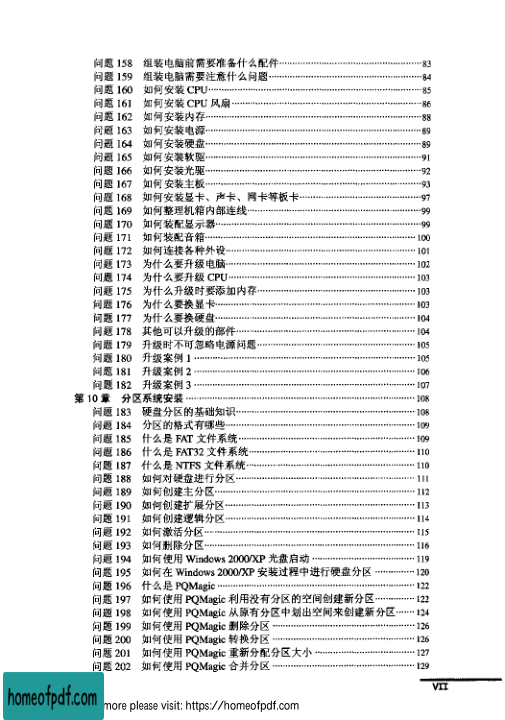 问题 158 组装电脑前需要准备什么配件 83
问题 159 组装电脑需要注意什么问题 84
问题 160 如何安装 CPU 85
问题 161 如何安装 CPU 风扇 86
问题 162 如何安装内存 88
问题 163 如何安装电源 89
问题 164 如何安装硬盘 89
问题 165 如何安装软驱 91
问题 166 如何安装光驱 92
问题 167 如何安装主板 93
问题 168 如何安装显卡、声卡、网卡等板卡 97
问题 169 如何整理机箱内部连线 99
问题 170 如何装配显示器 99
问题 171 如何装配音箱 100
问题 172 如何连接各种外设 101
问题 173 为什么要升级电脑 102
问题 174 为什么要升级 CPU 103
问题 175 为什么升级时要添加内存 103
问题 176 为什么要换显卡 103
问题 177 为什么要换硬盘 104
问题 178 其他可以升级的部件 104
问题 179 升级时不可忽略电源问题 105
问题 180 升级案例 1 105
问题 181 升级案例 2 106
问题 182 升级案例 3 107
第 10 章 分区系统安装 108
问题 183 硬盘分区的基础知识 108
问题 184 分区的格式有哪些 109
问题 185 什么是 FAT 文件系统 109
问题 186 什么是 FAT32 文件系统 110
问题 187 什么是 NTFS 文件系统 110
问题 188 如何对硬盘进行分区 111
问题 189 如何创建主分区 112
问题 190 如何创建扩展分区 113
问题 191 如何创建逻辑分区 114
问题 192 如何激活分区 115
问题 193 如何删除分区 116
问题 194 如何使用 Windows 2000/XP 光盘启动 119
问题 195 如何在 Windows 2000/XP 安装过程中进行硬盘分区 120
问题 196 什么是 PQMagic 122
问题 197 如何使用 PQMagic 利用没有分区的空间创建新分区 122
问题 198 如何使用 PQMagic 从原有分区中划出空间来创建新分区 124
问题 199 如何使用 PQMagic 删除分区 126
问题 200 如何使用 PQMagic 转换分区 126
问题 201 如何使用 PQMagic 重新分配分区大小 127
问题 202 如何使用 PQMagic 合并分区 129
VII
homeofpdf.com
more please visit: https://homeofpdf.com